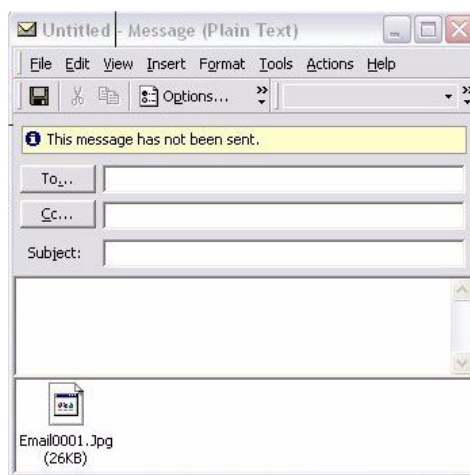 Untitled - Message (Plain Text)
File Edit View Insert Format Tools Actions Help
Options...
This message has not been sent.
To...
Cc...
Subject:
Email0001.Jpg
(26KB)